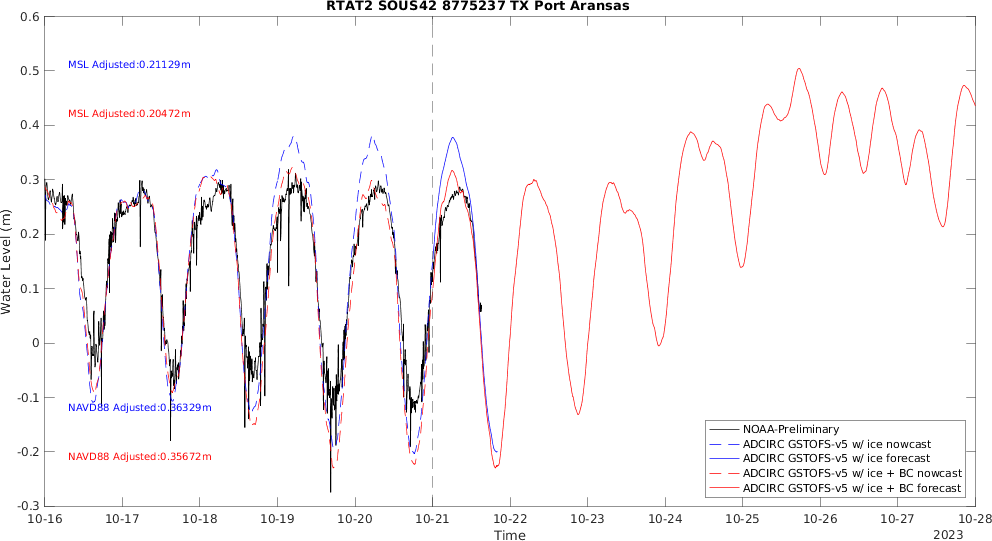 RTAT2 SOUS42 8775237 TX Port Aransas
0.6
0.5
0.4
0.3
0.2
0.1
0
-0.1
-0.2
-0.3
Water Level (m)
MSL Adjusted:0.21129m
MSL Adjusted:0.20472m
NAVD88 Adjusted:0.36329m
NAVD88 Adjusted:0.35672m
NOAA-Preliminary
ADCIRC GSTOFS-v5 w/ ice nowcast
ADCIRC GSTOFS-v5 w/ ice forecast
ADCIRC GSTOFS-v5 w/ ice + BC nowcast
ADCIRC GSTOFS-v5 w/ ice + BC forecast
10-16 10-17 10-18 10-19 10-20 10-21 10-22 10-23 10-24 10-25 10-26 10-27 10-28
Time
2023